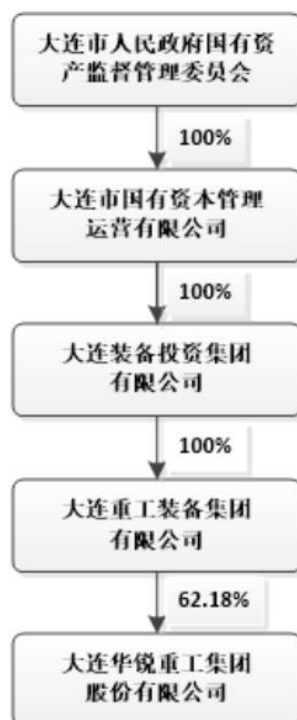 大连市人民政府国有资
产监督管理委员会
100%
大连市国有资本管理
运营有限公司
100%
大连装备投资集团
有限公司
100%
大连重工装备集团
有限公司
62.18%
大连华锐重工集团
股份有限公司